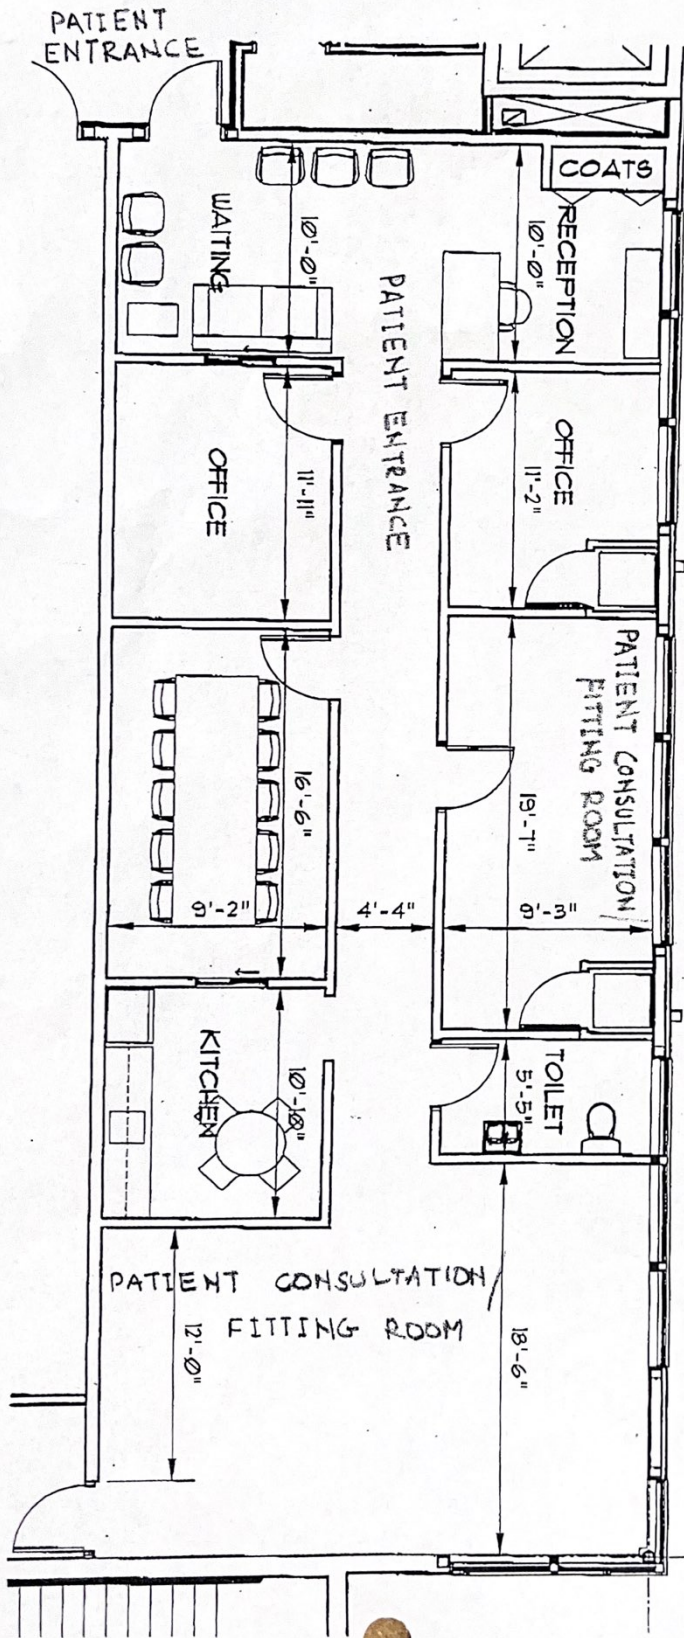 PATIENT
ENTRANCE
COATS
WAITING
10'-0"
RECEPTION
10'-0"
PATIENT ENTRANCE
OFFICE
11'-11"
OFFICE
11'-2"
PATIENT CONSULTATION/
FITTING ROOM
16'-6"
19'-7"
9'-2"
4'-4"
9'-3"
KITCHEN
10'-10"
TOILET
5'-5"
PATIENT CONSULTATION/
FITTING ROOM
12'-0"
18'-6"